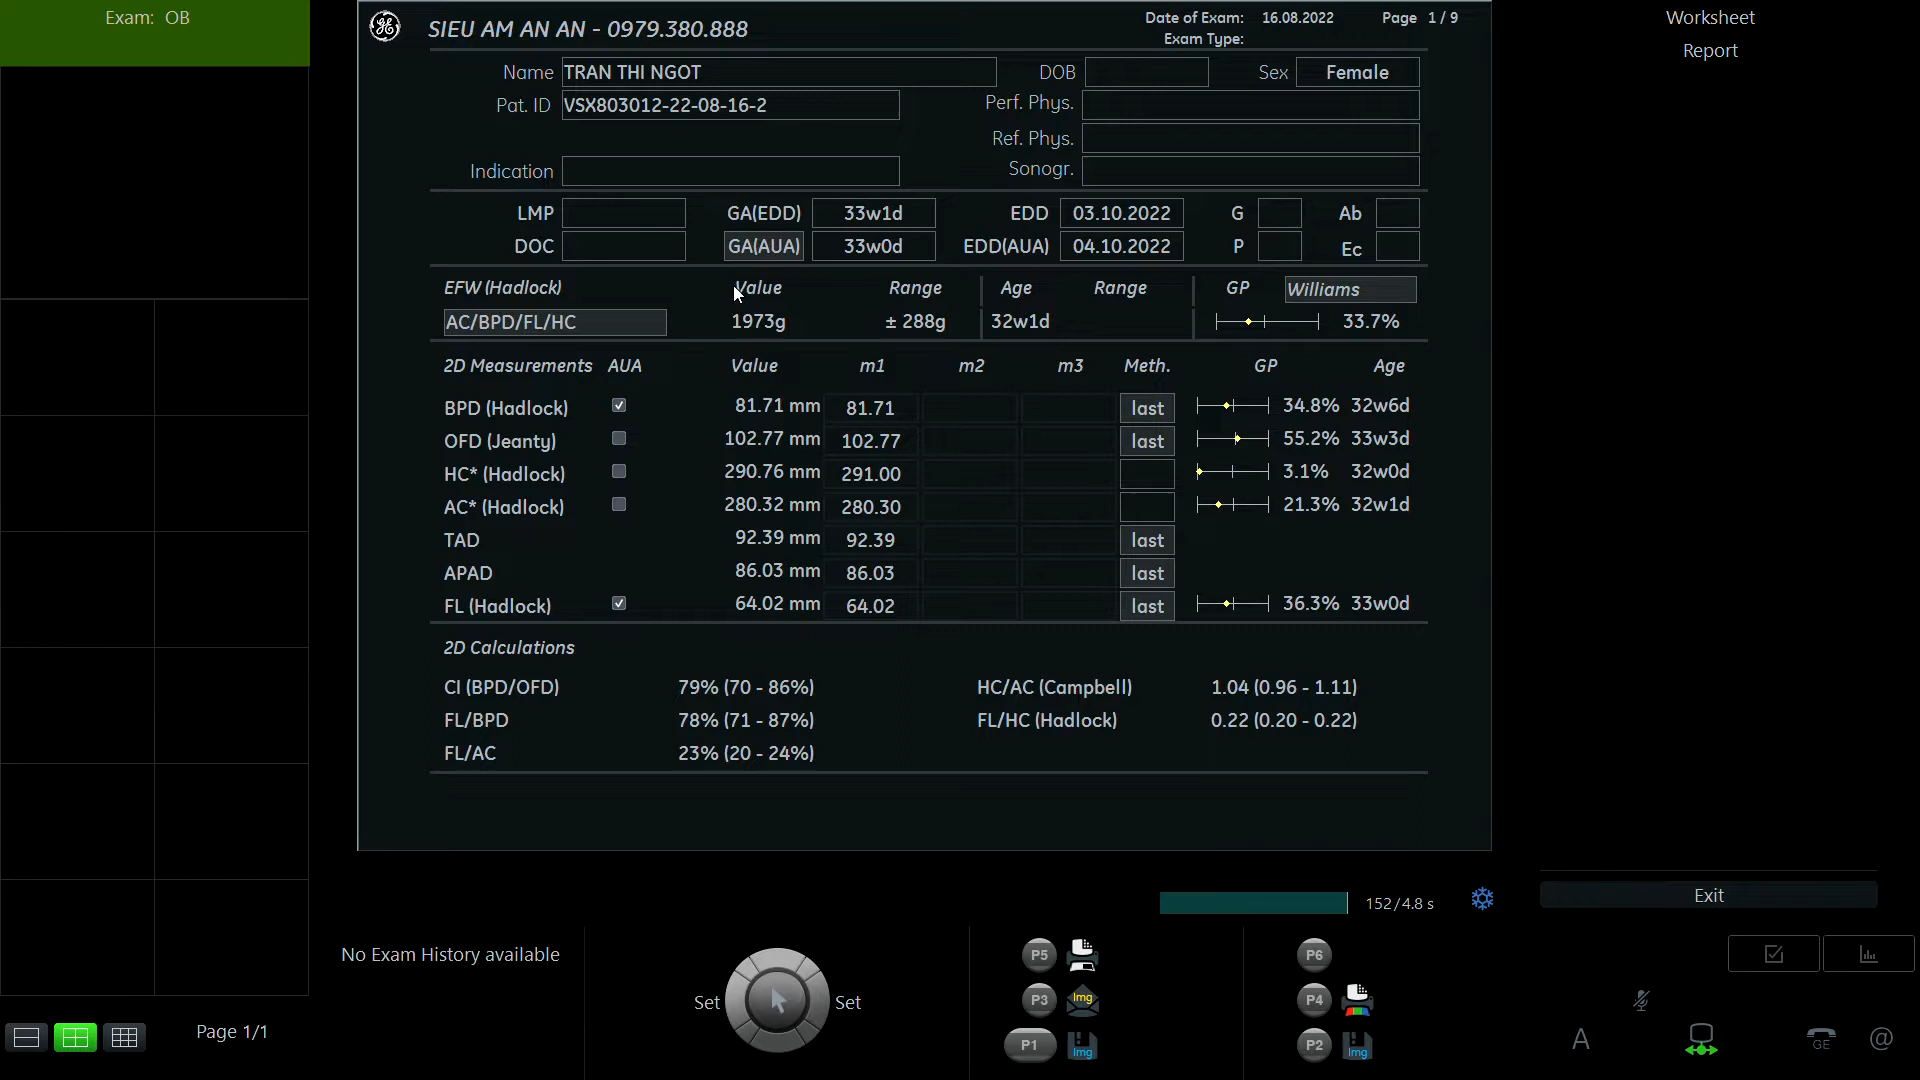 Exam: OB
SIEU AM AN AN - 0979.380.888
Date of Exam: 16.08.2022 Page 1 / 9
Exam Type:
Worksheet
Report
Name TRAN THI NGOT DOB Sex Female
Pat. ID VSX803012-22-08-16-2 Perf. Phys.
Ref. Phys.
Indication Sonogr.
LMP GA(EDD) 33w1d EDD 03.10.2022 G Ab
DOC GA(AUA) 33w0d EDD(AUA) 04.10.2022 P Ec
EFW (Hadlock) Value Range Age Range GP Williams
AC/BPD/FL/HC 1973g ± 288g 32w1d 33.7%
2D Measurements AUA Value m1 m2 m3 Meth. GP Age
BPD (Hadlock) 81.71 mm 81.71 last 34.8% 32w6d
OFD (Jeanty) 102.77 mm 102.77 last 55.2% 33w3d
HC* (Hadlock) 290.76 mm 291.00 3.1% 32w0d
AC* (Hadlock) 280.32 mm 280.30 21.3% 32w1d
TAD 92.39 mm 92.39 last
APAD 86.03 mm 86.03 last
FL (Hadlock) 64.02 mm 64.02 last 36.3% 33w0d
2D Calculations
CI (BPD/OFD) 79% (70 - 86%) HC/AC (Campbell) 1.04 (0.96 - 1.11)
FL/BPD 78% (71 - 87%) FL/HC (Hadlock) 0.22 (0.20 - 0.22)
FL/AC 23% (20 - 24%)
152/4.8 s
Exit
No Exam History available
Set Set
P5 P6
P3 Img P4
P1 Img P2 Img
Page 1/1
A GE @